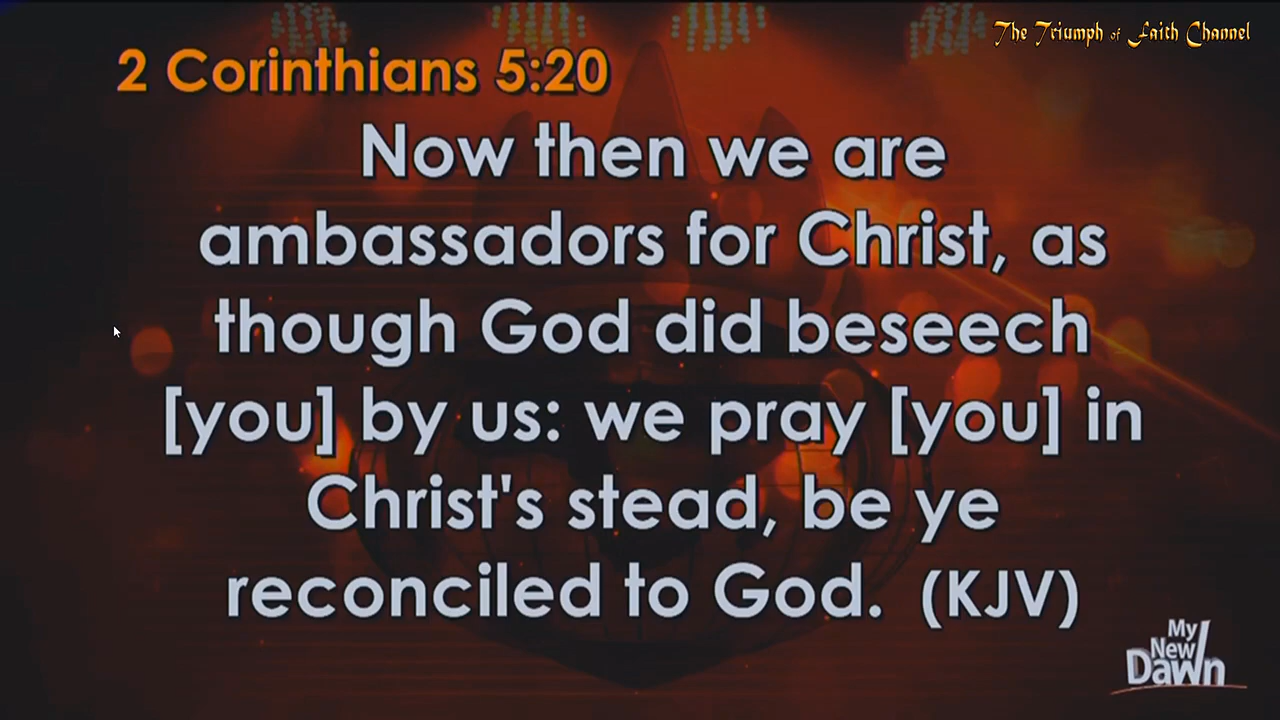 The Triumph of Faith Channel
2 Corinthians 5:20
Now then we are
ambassadors for Christ, as
though God did beseech
[you] by us: we pray [you] in
Christ's stead, be ye
reconciled to God. (KJV)
My
New
Dawn